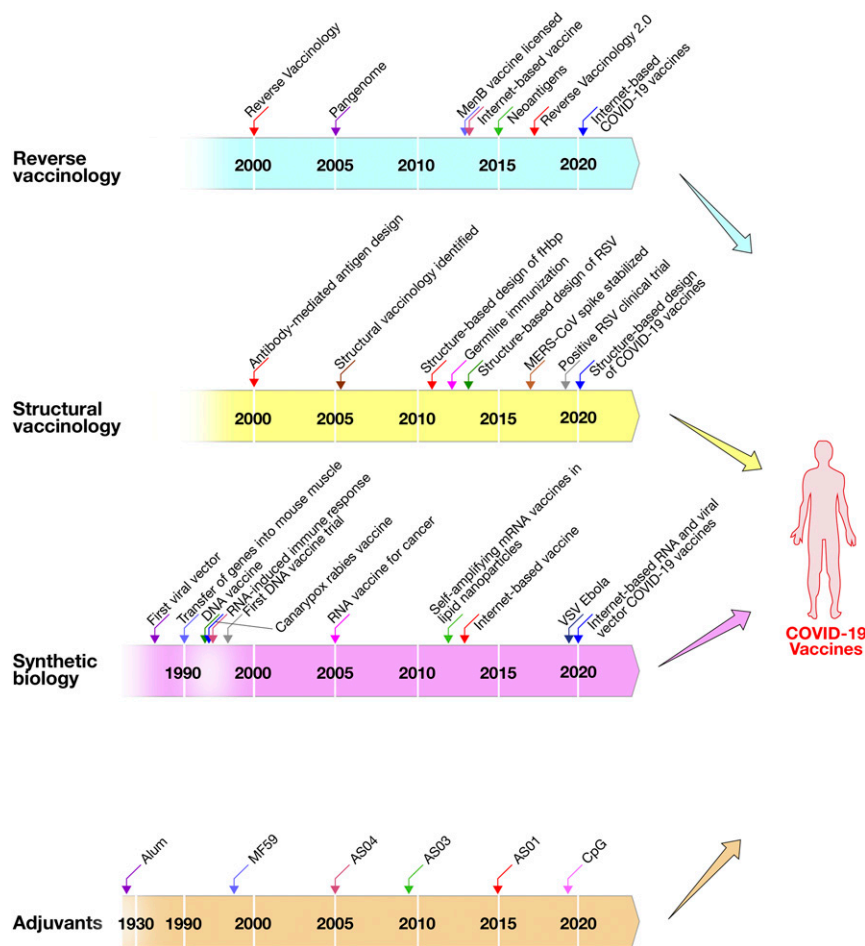 Reverse Vaccinology
Pangenome
MenB vaccine licensed
Internet-based vaccine
Neoantigens
Reverse Vaccinology 2.0
Internet-based
COVID-19 vaccines
Reverse
vaccinology
2000 2005 2010 2015 2020
Antibody-mediated antigen design
Structural vaccinology identified
Structure-based design of fHbp
Germline immunization
Structure-based design of RSV
MERS-CoV spike stabilized
Positive RSV clinical trial
Structure-based design
of COVID-19 vaccines
Structural
vaccinology
2000 2005 2010 2015 2020
First viral vector
Transfer of genes into mouse muscle
DNA vaccine
RNA-induced immune response
First DNA vaccine trial
Canarypox rabies vaccine
RNA vaccine for cancer
Self-amplifying mRNA vaccines in
lipid nanoparticles
Internet-based vaccine
VSV Ebola
Internet-based RNA and viral
vector COVID-19 vaccines
Synthetic
biology
1990 2000 2005 2010 2015 2020
COVID-19
Vaccines
Alum
MF59
AS04
AS03
AS01
CpG
Adjuvants
1930 1990 2000 2005 2010 2015 2020